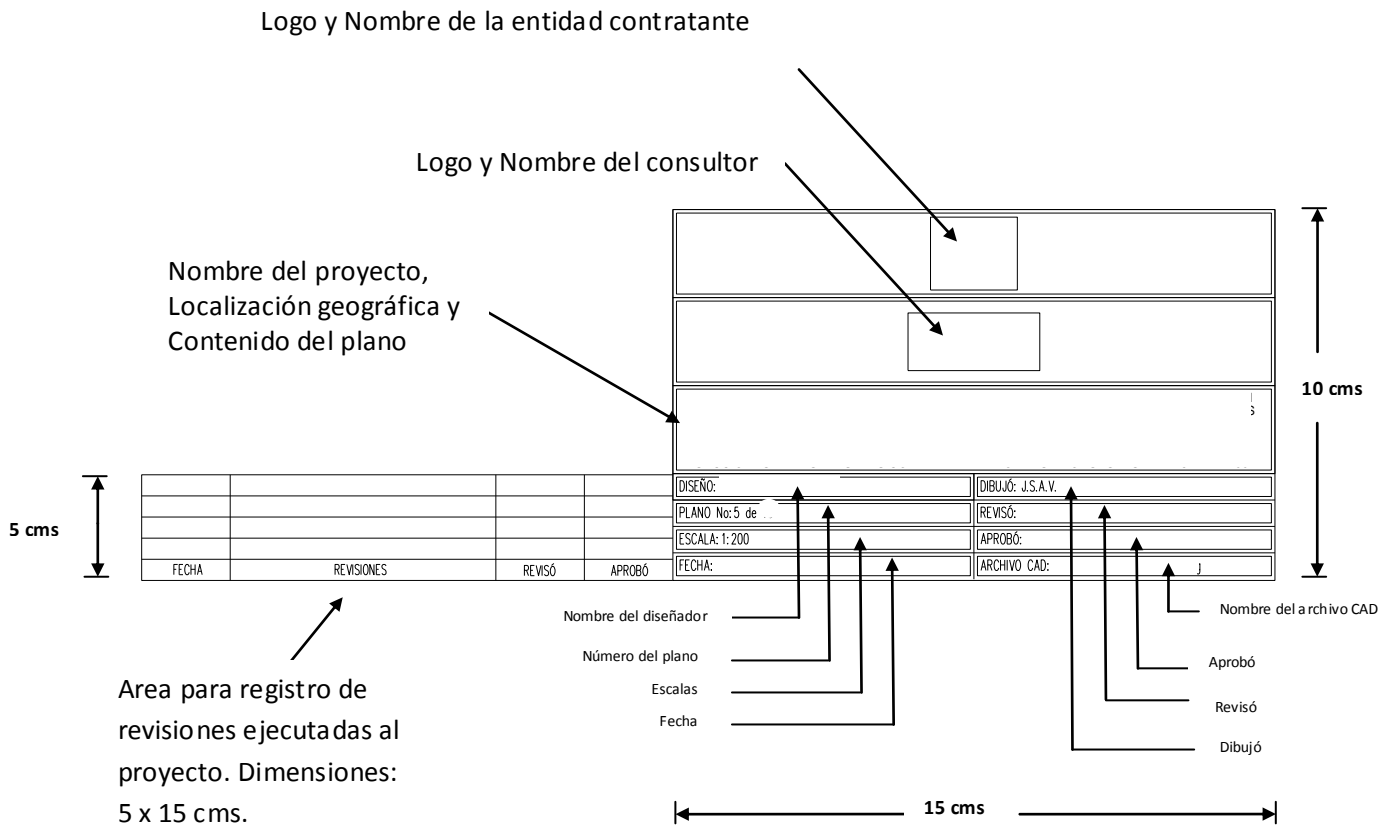 Logo y Nombre de la entidad contratante
Logo y Nombre del consultor
Nombre del proyecto,
Localización geográfica y
Contenido del plano
10 cms
5 cms
DISEÑO:
DIBUJÓ: J.S.A.V.
PLANO No: 5 de
REVISÓ:
ESCALA: 1: 200
APROBÓ:
FECHA:
ARCHIVO CAD:
FECHA
REVISIONES
REVISÓ
APROBÓ
Nombre del diseñador
Número del plano
Escalas
Fecha
Nombre del archivo CAD
Aprobó
Revisó
Dibujó
Area para registro de
revisiones ejecutadas al
proyecto. Dimensiones:
5 x 15 cms.
15 cms